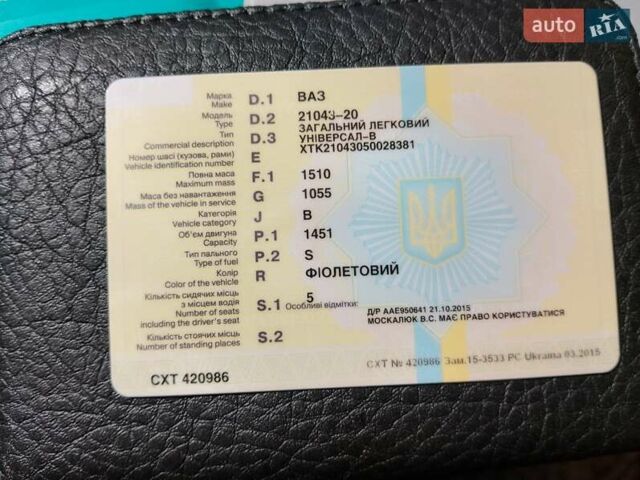 auto RIA.com
Марка Make D.1 ВАЗ
Модель Type D.2 21043-20
ЗАГАЛЬНИЙ ЛЕГКОВИЙ
Тип Commercial description D.3 УНІВЕРСАЛ-В
Номер шасі (кузова, рами) Vehicle identification number E XTK21043050028381
Повна маса Maximum mass F.1 1510
Маса без навантаження Mass of the vehicle in service G 1055
Категорія Vehicle category J B
Об'єм двигуна Capacity P.1 1451
Тип пального Type of fuel P.2 S
Колір Color of the vehicle R ФІОЛЕТОВИЙ
Кількість сидячих місць з місцем водія Number of seats including the driver's seat S.1 5
Особливі відмітки: Д/Р ААЕ950641 21.10.2015
МОСКАЛЮК В.С. МАЄ ПРАВО КОРИСТУВАТИСЯ
Кількість стоячих місць Number of standing places S.2
СХТ № 420986 Зам.15-3533 РС Ukraina 03.2015
СХТ 420986